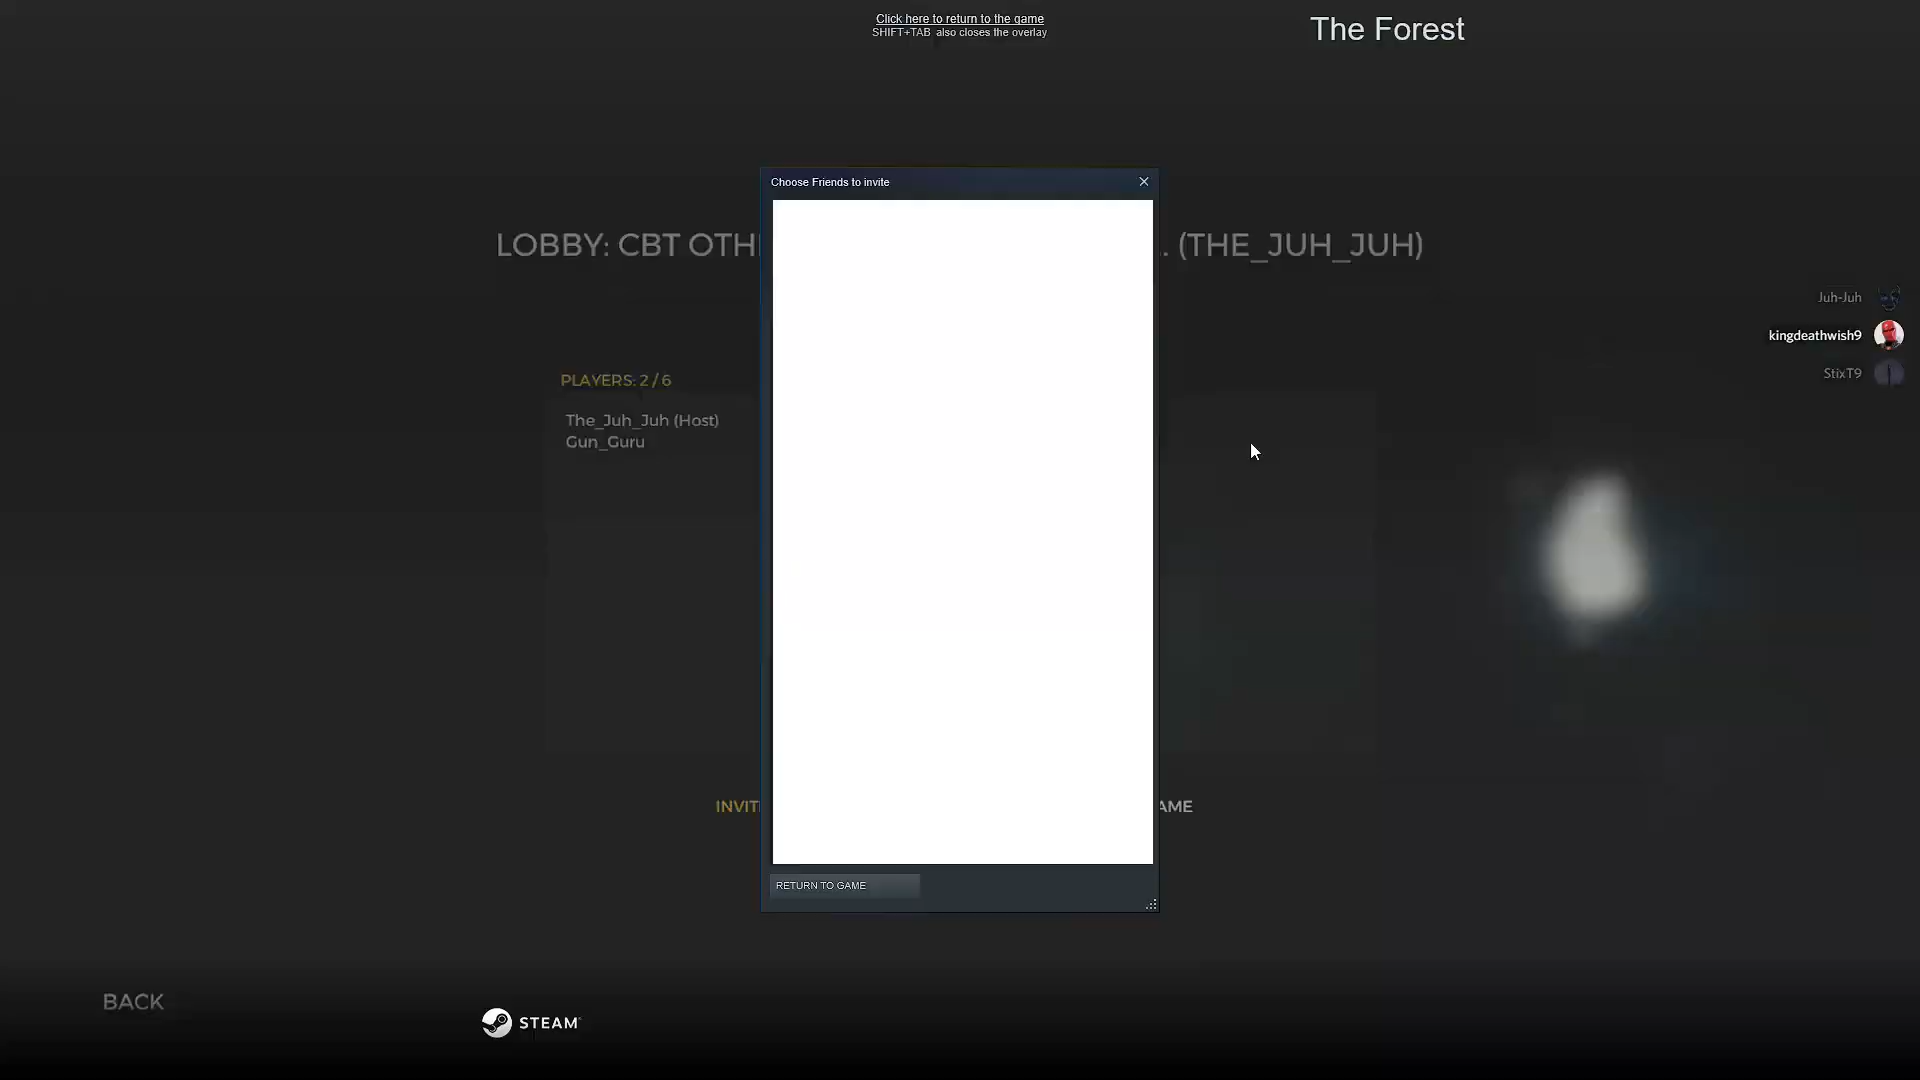 Click here to return to the game
SHIFT+TAB also closes the overlay
The Forest
Choose Friends to invite
LOBBY: CBT OTH
. (THE_JUH_JUH)
Juh-Juh
kingdeathwish9
StixT9
PLAYERS: 2 / 6
The_Juh_Juh (Host)
Gun_Guru
INVIT
AME
RETURN TO GAME
BACK
STEAM